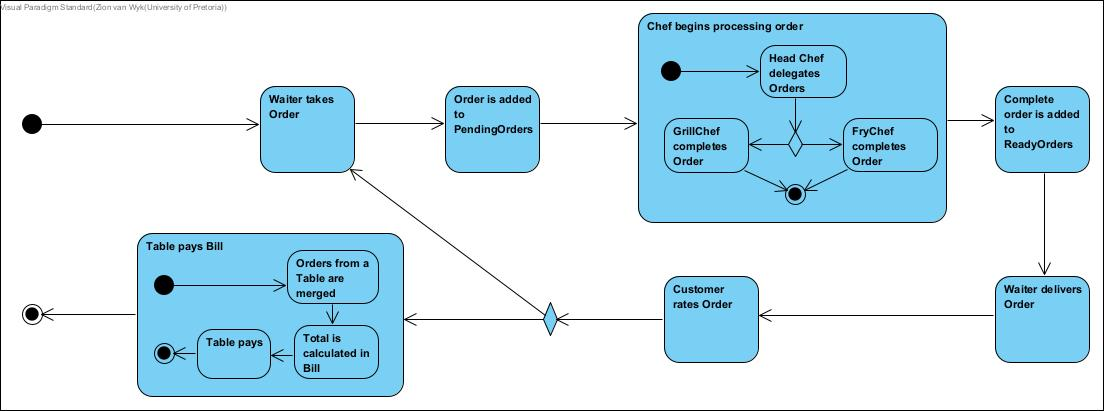 Visual Paradigm Standard(Zion van Wyk(University of Pretoria))
Chef begins processing order
Head Chef
delegates
Orders
Waiter takes
Order
Order is added
to
PendingOrders
GrillChef
completes
Order
FryChef
completes
Order
Complete
order is added
to
ReadyOrders
Table pays Bill
Orders from a
Table are
merged
Table pays
Total is
calculated in
Bill
Customer
rates Order
Waiter delivers
Order